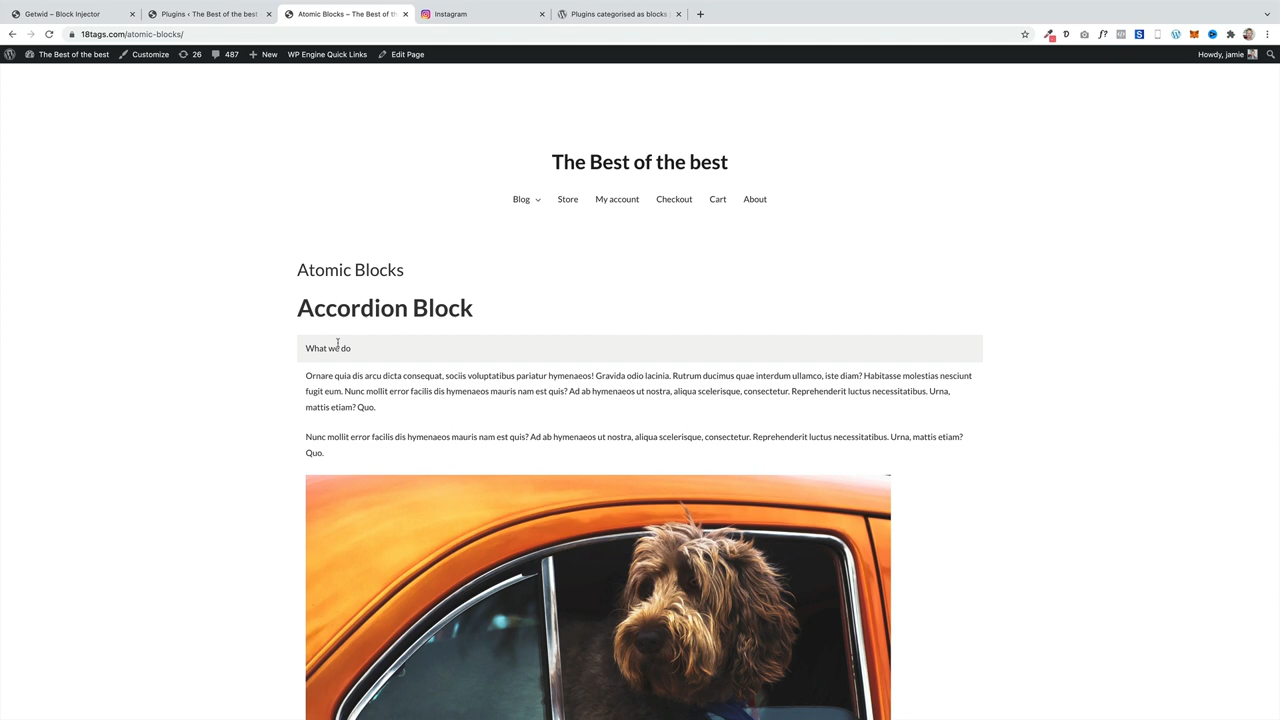 Getwid – Block Injector
Plugins ‹ The Best of the best
Atomic Blocks – The Best of th
Instagram
Plugins categorised as blocks
18tags.com/atomic-blocks/
The Best of the best
Customize
26
487
New
WP Engine Quick Links
Edit Page
Howdy, jamie
The Best of the best
Blog
Store
My account
Checkout
Cart
About
Atomic Blocks
Accordion Block
What we do
Ornare quia dis arcu dicta consequat, sociis voluptatibus pariatur hymenaeos! Gravida odio lacinia. Rutrum ducimus quae interdum ullamco, iste diam? Habitasse molestias nesciunt
fugit eum. Nunc mollit error facilis dis hymenaeos mauris nam est quis? Ad ab hymenaeos ut nostra, aliqua scelerisque, consectetur. Reprehenderit luctus necessitatibus. Urna,
mattis etiam? Quo.
Nunc mollit error facilis dis hymenaeos mauris nam est quis? Ad ab hymenaeos ut nostra, aliqua scelerisque, consectetur. Reprehenderit luctus necessitatibus. Urna, mattis etiam?
Quo.